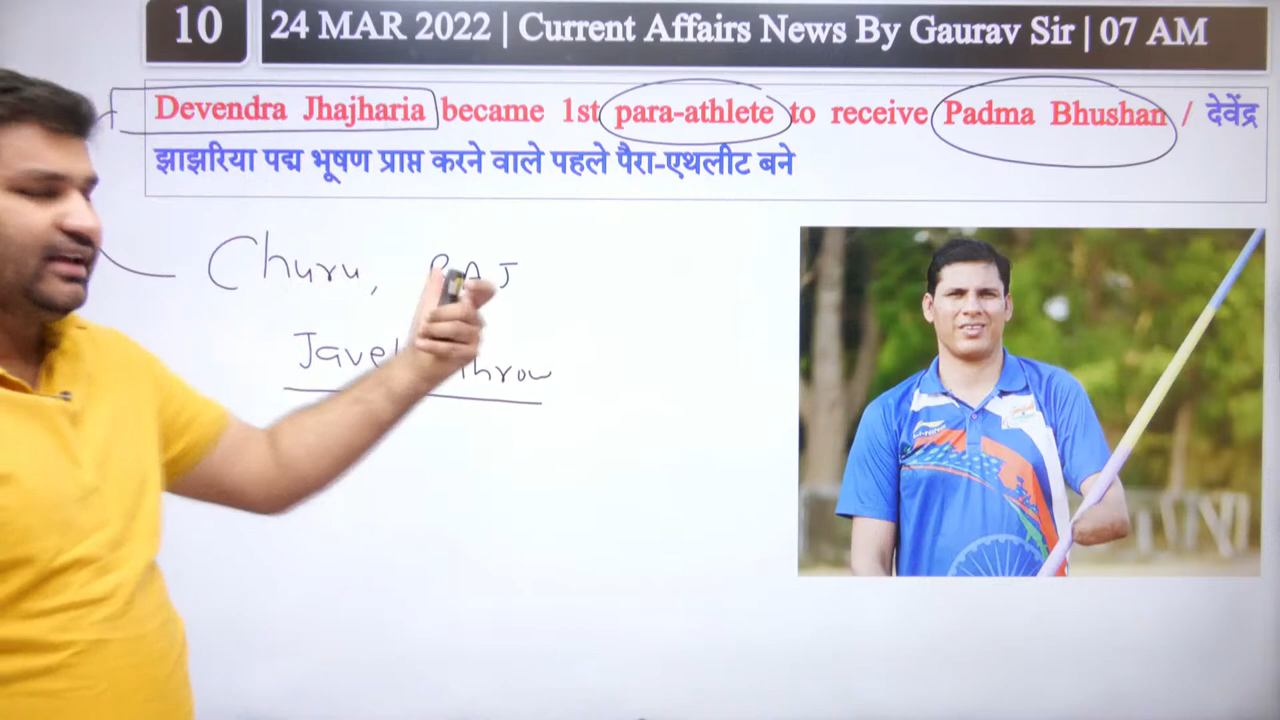 10
24 MAR 2022 | Current Affairs News By Gaurav Sir | 07 AM
Devendra Jhajharia became 1st para-athlete to receive Padma Bhushan / देवेंद्र
झाझरिया पद्म भूषण प्राप्त करने वाले पहले पैरा-एथलीट बने
Churu,